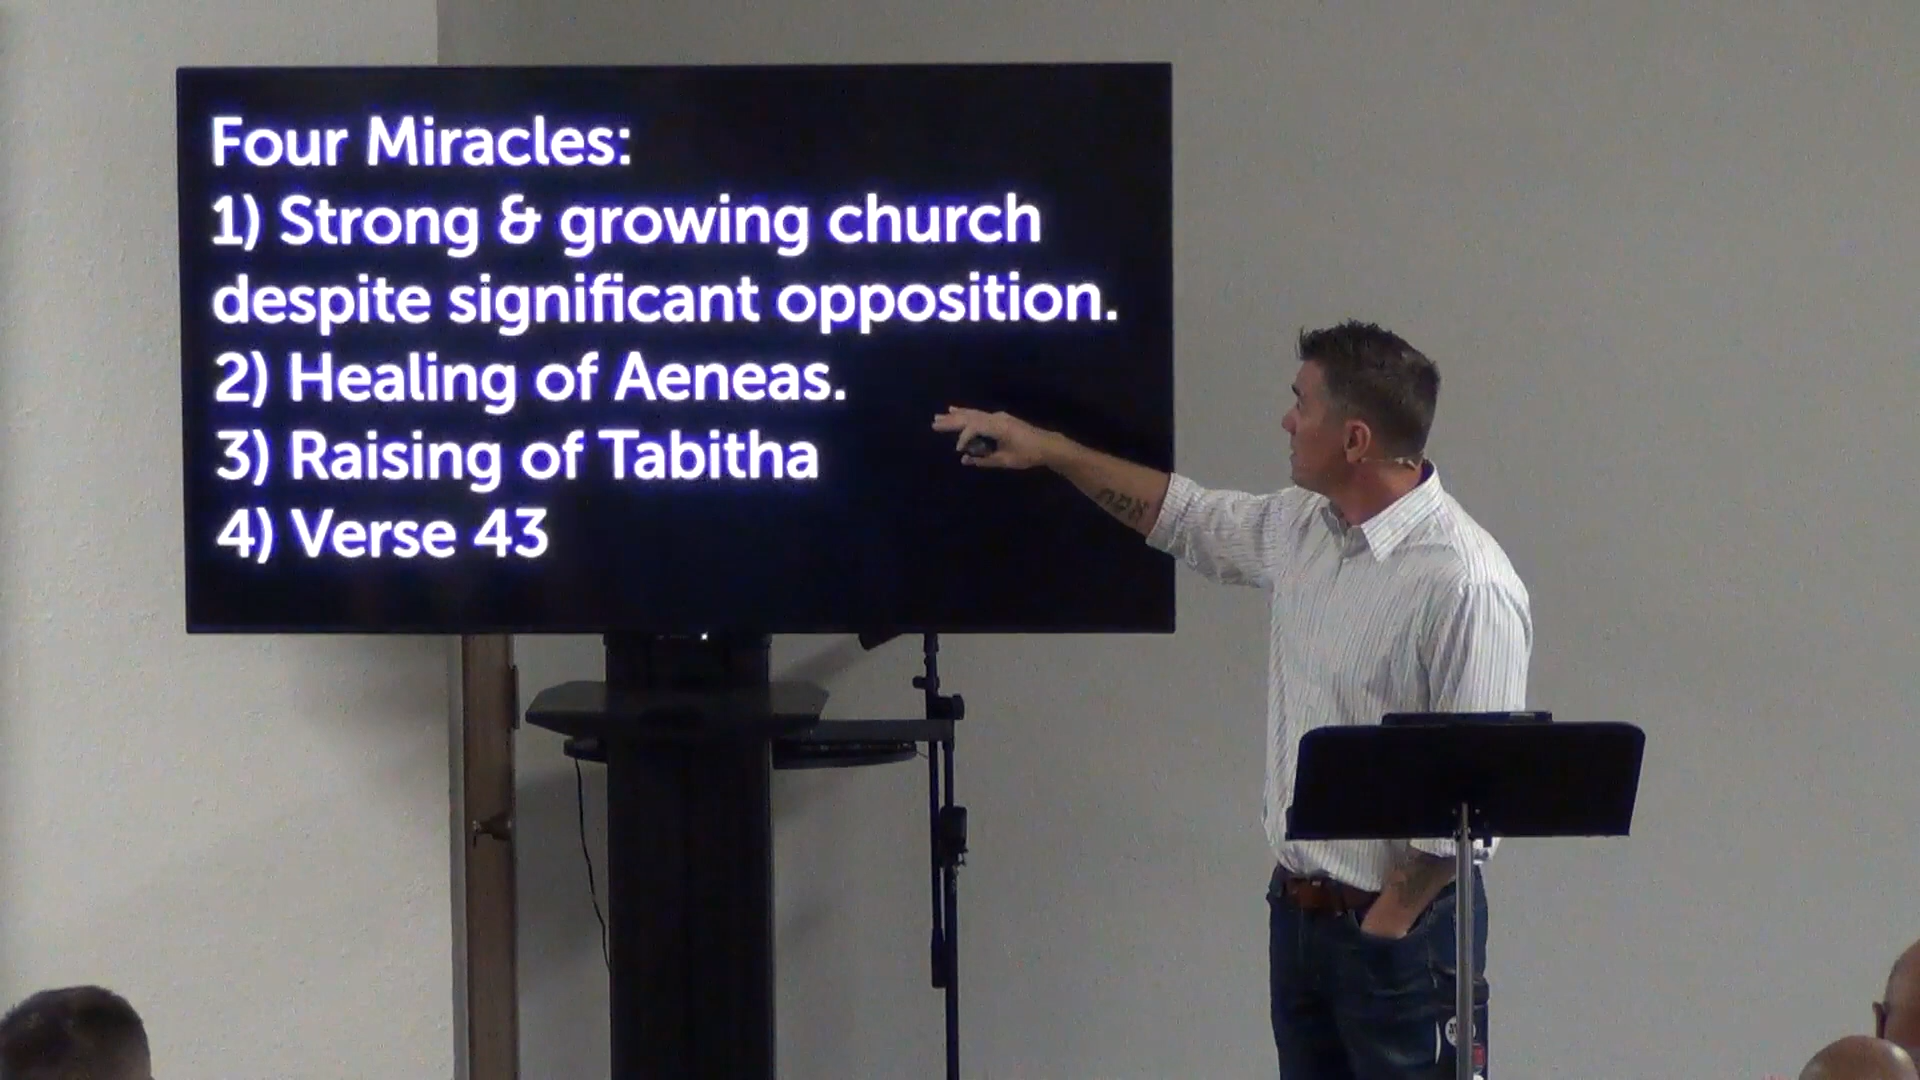 Four Miracles:
1) Strong & growing church
despite significant opposition.
2) Healing of Aeneas.
3) Raising of Tabitha
4) Verse 43